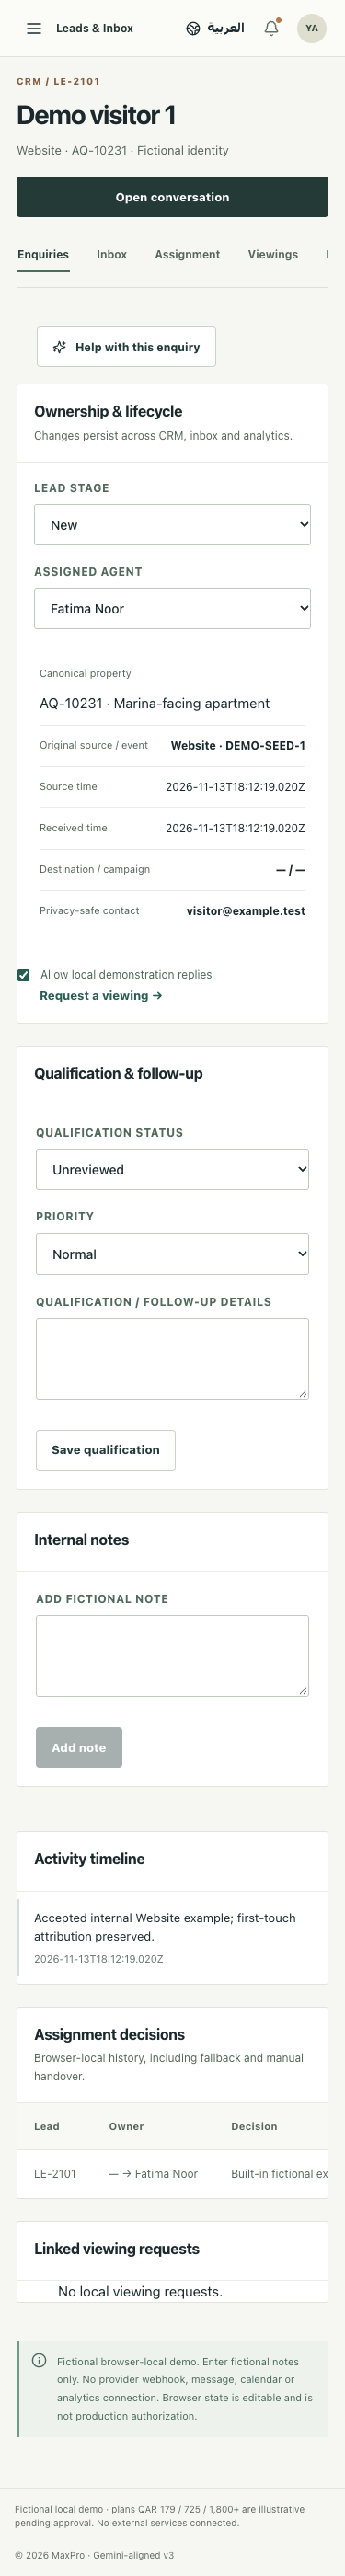 Leads & Inbox
العربية
YA
CRM / LE-2101
Demo visitor 1
Website · AQ-10231 · Fictional identity
Open conversation
Enquiries Inbox Assignment Viewings
Help with this enquiry
Ownership & lifecycle
Changes persist across CRM, inbox and analytics.
LEAD STAGE
New
ASSIGNED AGENT
Fatima Noor
Canonical property
AQ-10231 · Marina-facing apartment
Original source / event Website · DEMO-SEED-1
Source time 2026-11-13T18:12:19.020Z
Received time 2026-11-13T18:12:19.020Z
Destination / campaign — / —
Privacy-safe contact visitor@example.test
Allow local demonstration replies
Request a viewing →
Qualification & follow-up
QUALIFICATION STATUS
Unreviewed
PRIORITY
Normal
QUALIFICATION / FOLLOW-UP DETAILS
Save qualification
Internal notes
ADD FICTIONAL NOTE
Add note
Activity timeline
Accepted internal Website example; first-touch
attribution preserved.
2026-11-13T18:12:19.020Z
Assignment decisions
Browser-local history, including fallback and manual
handover.
Lead Owner Decision
LE-2101 — → Fatima Noor Built-in fictional ex
Linked viewing requests
No local viewing requests.
Fictional browser-local demo. Enter fictional notes
only. No provider webhook, message, calendar or
analytics connection. Browser state is editable and is
not production authorization.
Fictional local demo · plans QAR 179 / 725 / 1,800+ are illustrative
pending approval. No external services connected.
© 2026 MaxPro · Gemini-aligned v3